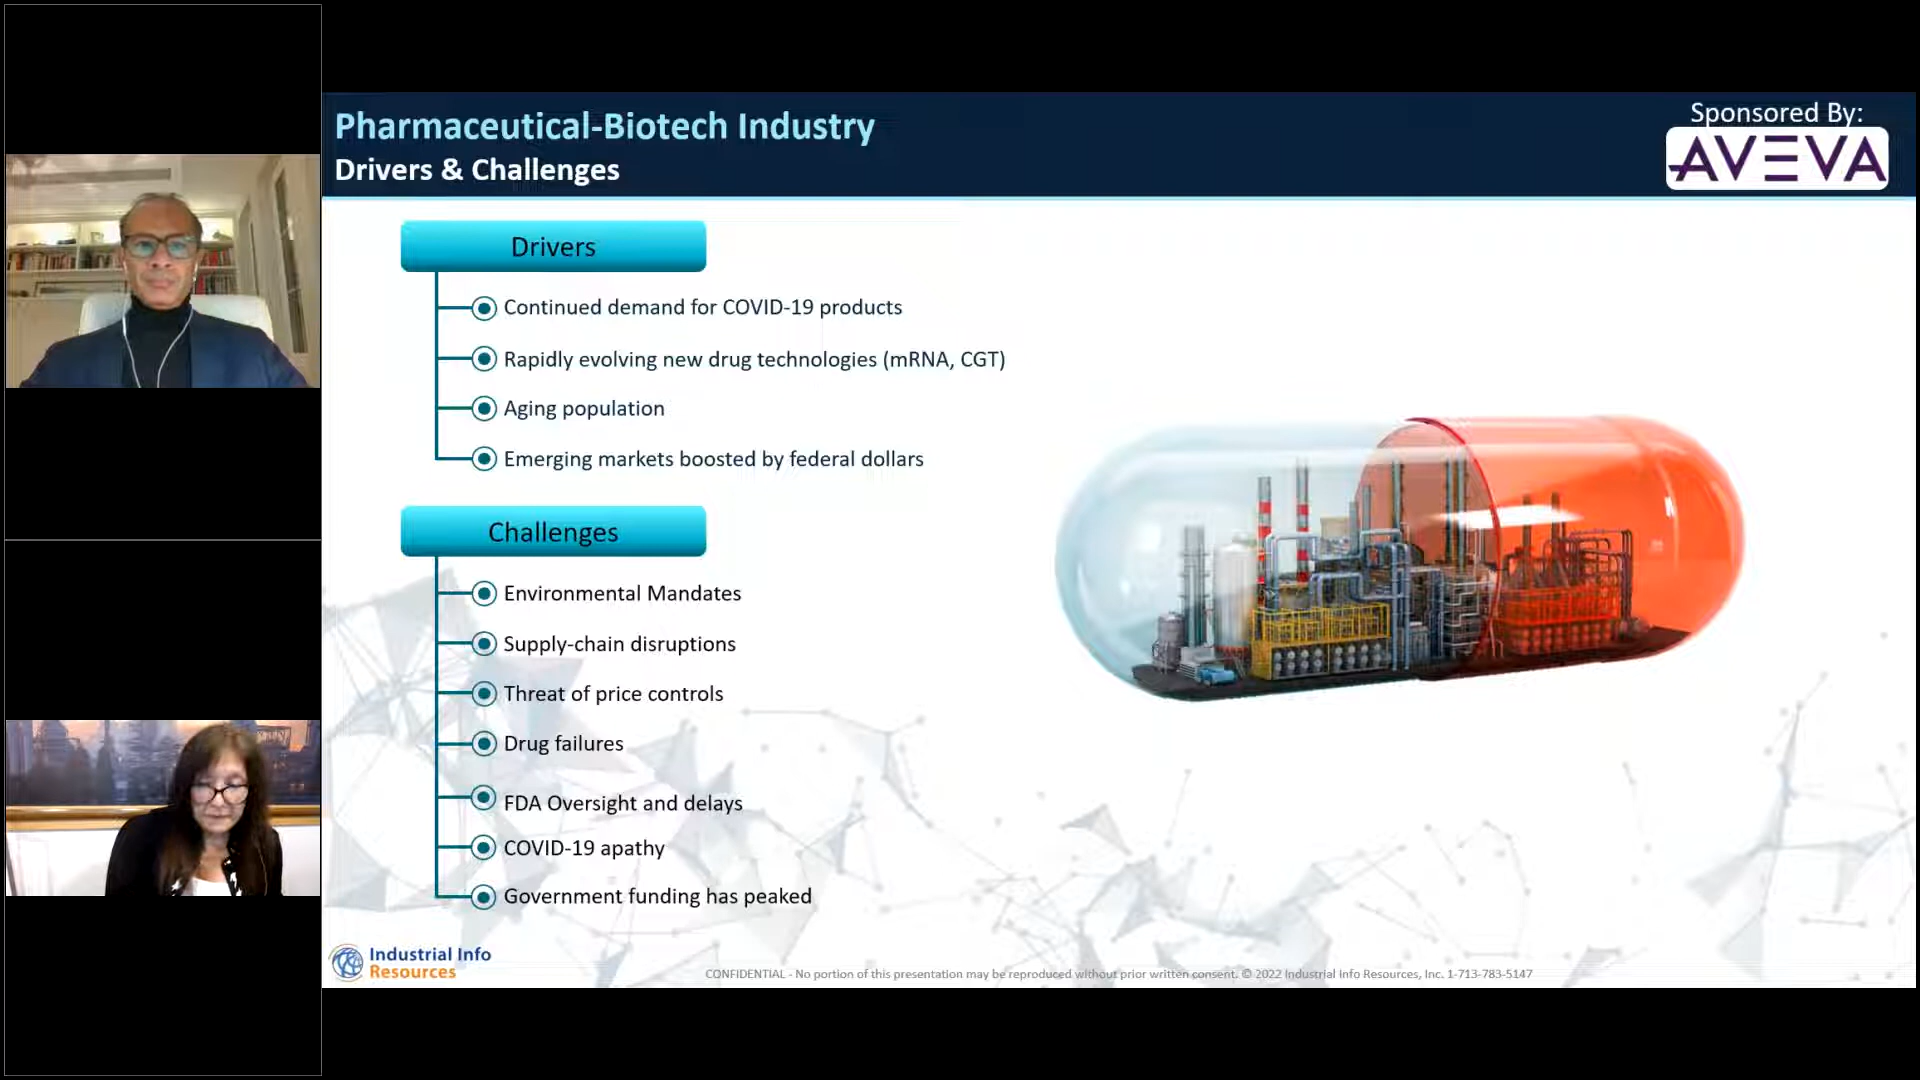 Pharmaceutical-Biotech Industry
Drivers & Challenges
Sponsored By:
AVEVA
Drivers
Continued demand for COVID-19 products
Rapidly evolving new drug technologies (mRNA, CGT)
Aging population
Emerging markets boosted by federal dollars
Challenges
Environmental Mandates
Supply-chain disruptions
Threat of price controls
Drug failures
FDA Oversight and delays
COVID-19 apathy
Government funding has peaked
Industrial Info
Resources
CONFIDENTIAL - No portion of this presentation may be reproduced without prior written consent. © 2022 Industrial Info Resources, Inc. 1-713-783-5147